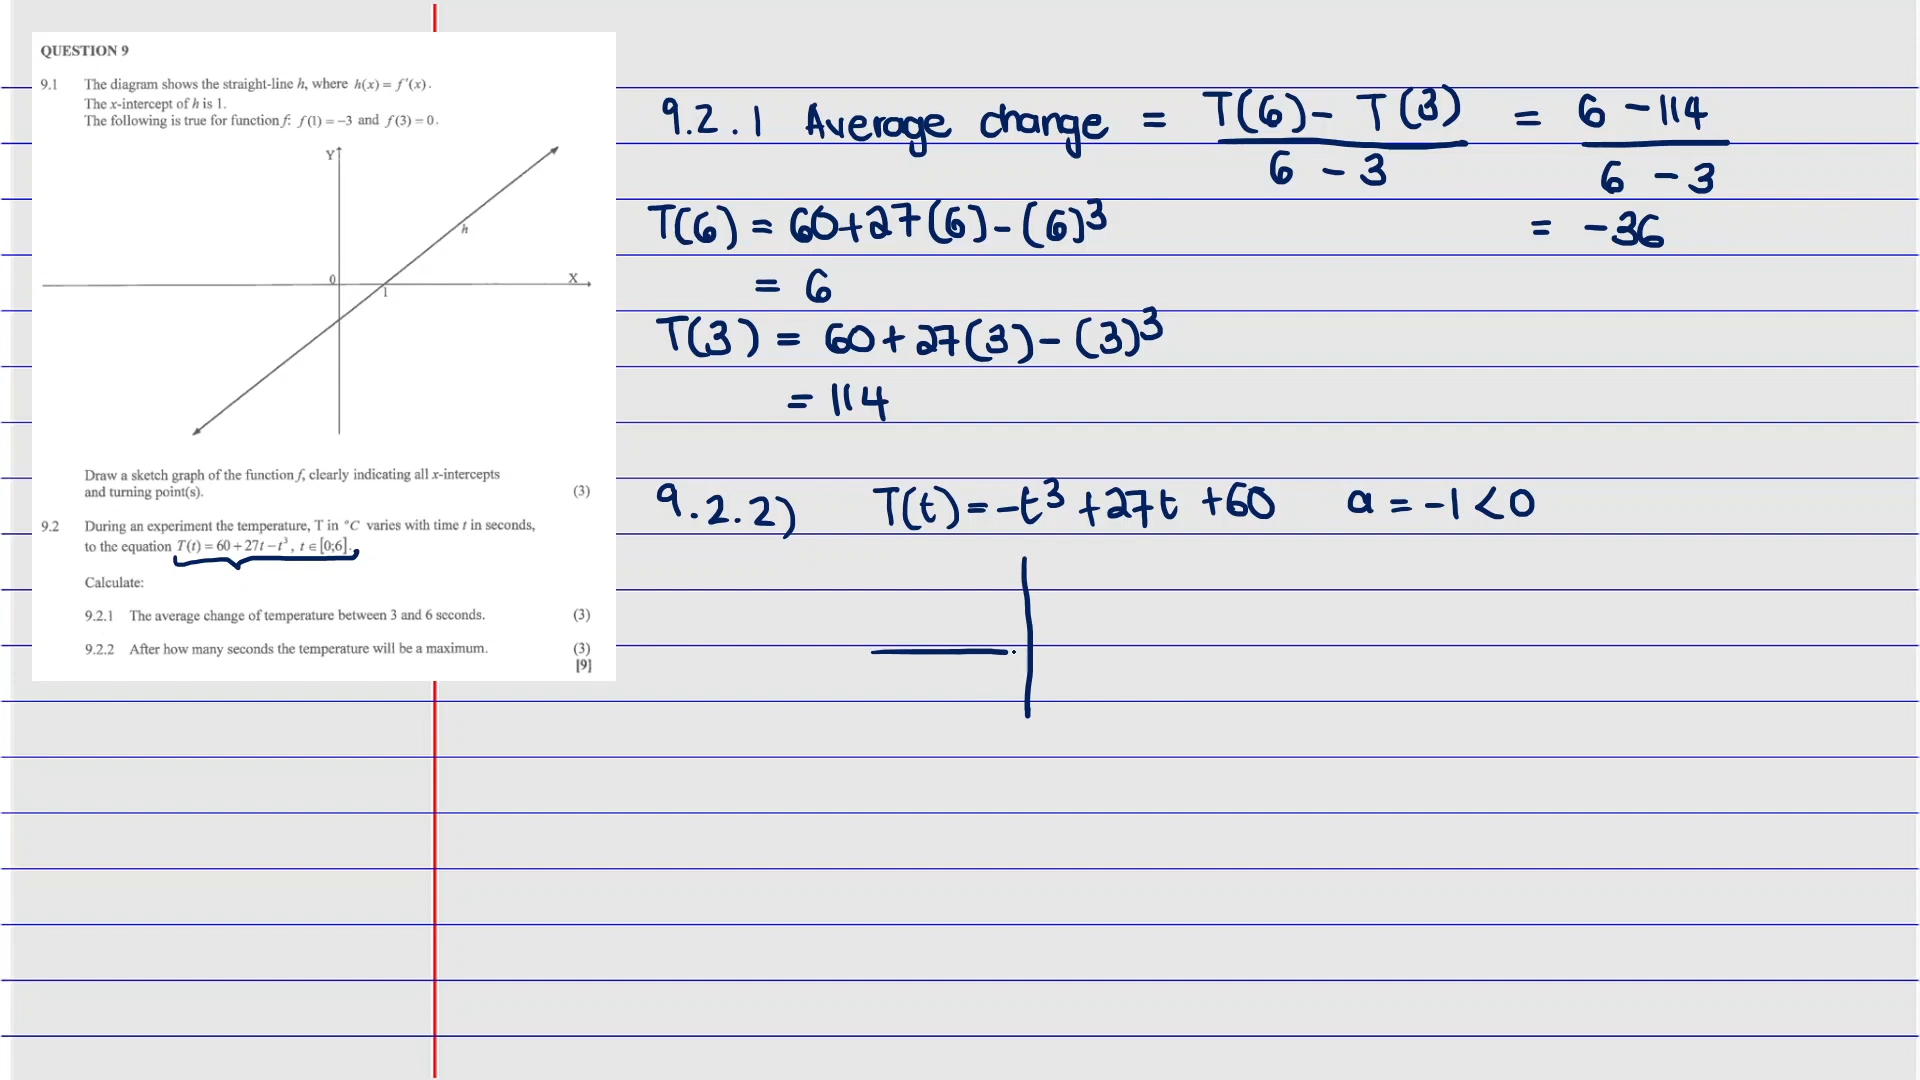 QUESTION 9
9.1 The diagram shows the straight-line h, where h(x) = f'(x).
The x-intercept of h is 1.
The following is true for function f: f(1) = −3 and f(3) = 0.
Y
h
0
X
1
Draw a sketch graph of the function f, clearly indicating all x-intercepts
and turning point(s). (3)
9.2 During an experiment the temperature, T in °C varies with time t in seconds,
to the equation T(t) = 60 + 27t − t³, t ∈ [0;6].
Calculate:
9.2.1 The average change of temperature between 3 and 6 seconds. (3)
9.2.2 After how many seconds the temperature will be a maximum. (3)
[9]
9.2.1 Average change = T(6) − T(3) / 6 − 3 = 6 − 114 / 6 − 3
= −36
T(6) = 60+27(6)−(6)³
= 6
T(3) = 60+27(3)−(3)³
= 114
9.2.2) T(t)=−t³+27t+60 a = −1<0